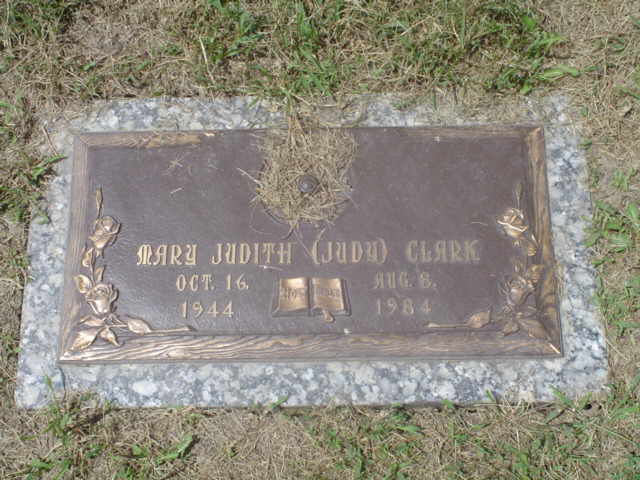 MARY JUDITH (JUDY) CLARK
OCT. 16, AUG. 8,
1944 1984